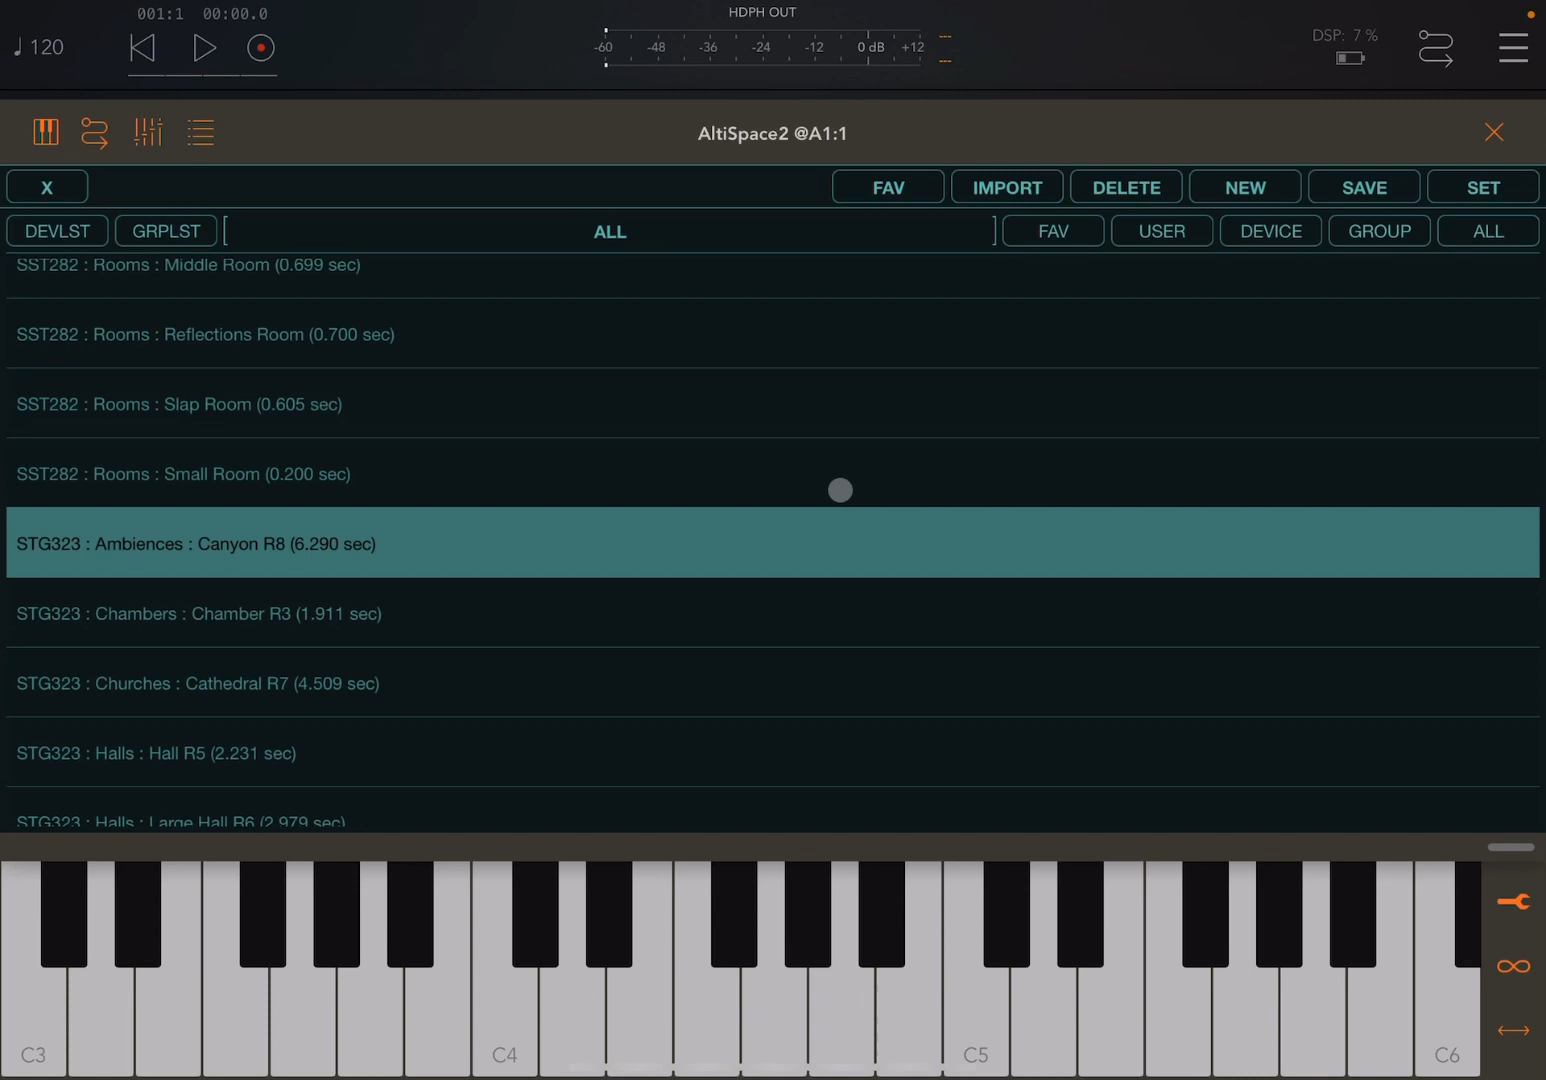 001:1 00:00.0
HDPH OUT
♩ 120
-60 -48 -36 -24 -12 0 dB +12
---
---
DSP: 7 %
AltiSpace2 @A1:1
X FAV IMPORT DELETE NEW SAVE SET
DEVLST GRPLST [ ALL ] FAV USER DEVICE GROUP ALL
SST282 : Rooms : Middle Room (0.699 sec)
SST282 : Rooms : Reflections Room (0.700 sec)
SST282 : Rooms : Slap Room (0.605 sec)
SST282 : Rooms : Small Room (0.200 sec)
STG323 : Ambiences : Canyon R8 (6.290 sec)
STG323 : Chambers : Chamber R3 (1.911 sec)
STG323 : Churches : Cathedral R7 (4.509 sec)
STG323 : Halls : Hall R5 (2.231 sec)
STG323 : Halls : Large Hall R6 (2.979 sec)
C3 C4 C5 C6